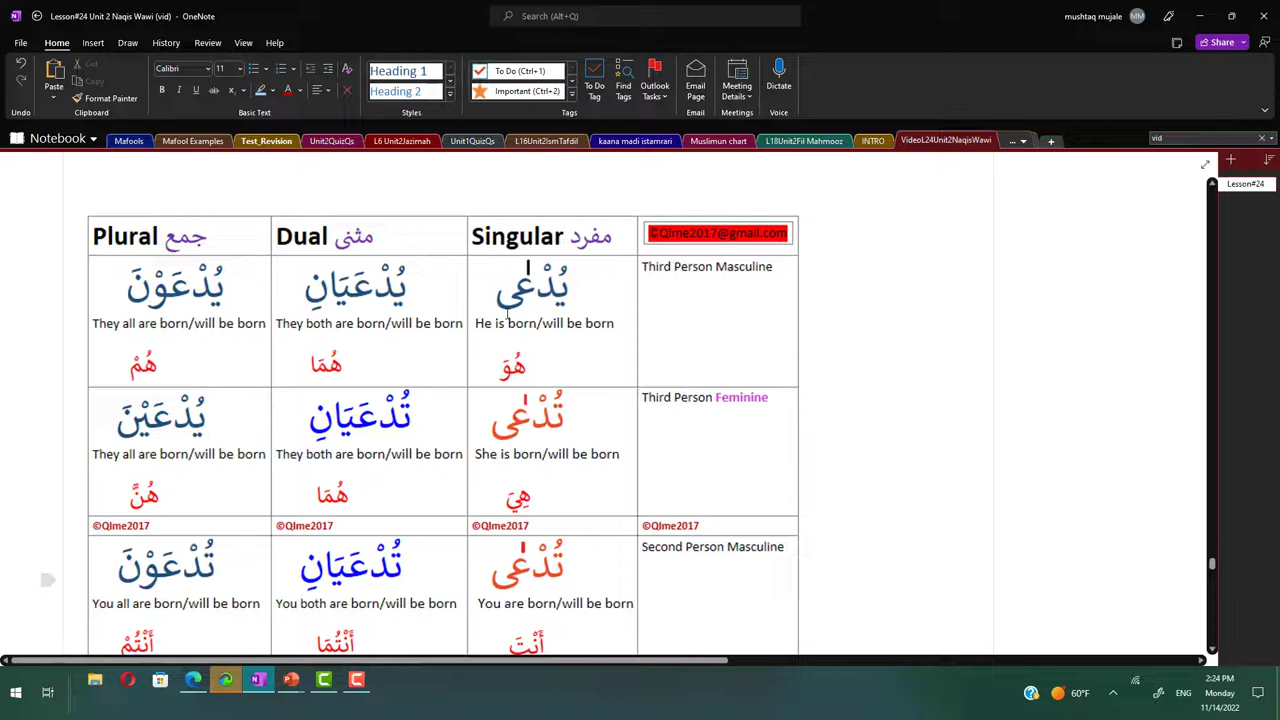 Lesson#24 Unit 2 Naqis Wawi (vid) - OneNote
Search (Alt+Q)
mushtaq mujale MM
File Home Insert Draw History Review View Help
Share
Undo
Paste
Cut
Copy
Format Painter
Clipboard
Calibri 11
B I U ab
Basic Text
Heading 1
Heading 2
Styles
To Do (Ctrl+1)
Important (Ctrl+2)
To Do Tag
Find Tags
Outlook Tasks
Tags
Email Page
Email
Meeting Details
Meetings
Dictate
Voice
Notebook
Mafools Mafool Examples Test_Revision Unit2QuizQs L6 Unit2Jazimah Unit1QuizQs L16Unit2IsmTafdil kaana madi istamrari Muslimun chart L18Unit2Fil Mahmooz INTRO VideoL24Unit2NaqisWawi ...
vid
Lesson#24
Plural جمع Dual مثنى Singular مفرد ©Qlme2017@gmail.com
يُدْعَوْنَ يُدْعَيَانِ يُدْعَى Third Person Masculine
They all are born/will be born They both are born/will be born He is born/will be born
هُمْ هُمَا هُوَ
يُدْعَيْنَ تُدْعَيَانِ تُدْعَى Third Person Feminine
They all are born/will be born They both are born/will be born She is born/will be born
هُنَّ هُمَا هِيَ
©Qlme2017 ©Qlme2017 ©Qlme2017 ©Qlme2017
تُدْعَوْنَ تُدْعَيَانِ تُدْعَى Second Person Masculine
You all are born/will be born You both are born/will be born You are born/will be born
أَنْتُمْ أَنْتُمَا أَنْتَ
60°F
ENG
2:24 PM
Monday
11/14/2022